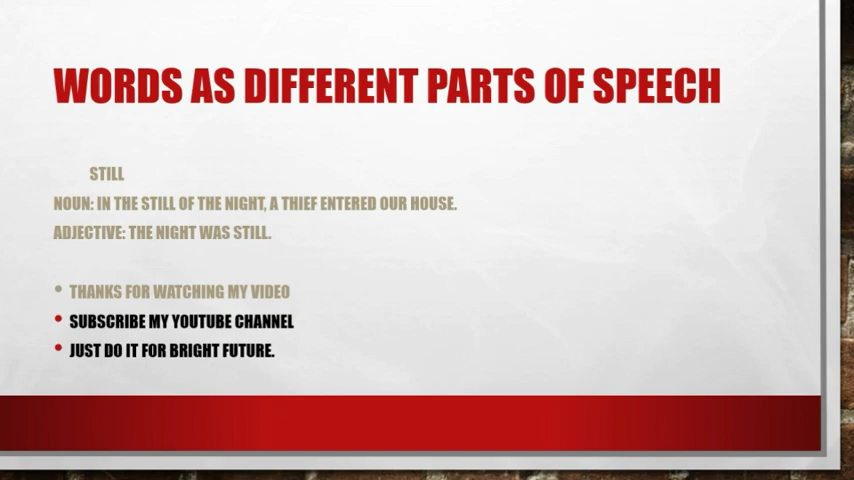 WORDS AS DIFFERENT PARTS OF SPEECH
STILL
NOUN: IN THE STILL OF THE NIGHT, A THIEF ENTERED OUR HOUSE.
ADJECTIVE: THE NIGHT WAS STILL.
• THANKS FOR WATCHING MY VIDEO
• SUBSCRIBE MY YOUTUBE CHANNEL
• JUST DO IT FOR BRIGHT FUTURE.